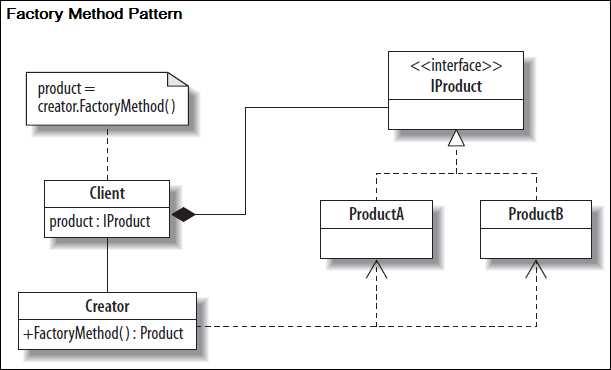 Factory Method Pattern
<<interface>>
IProduct
product =
creator.FactoryMethod( )
Client
product : IProduct
ProductA
ProductB
Creator
+FactoryMethod( ) : Product